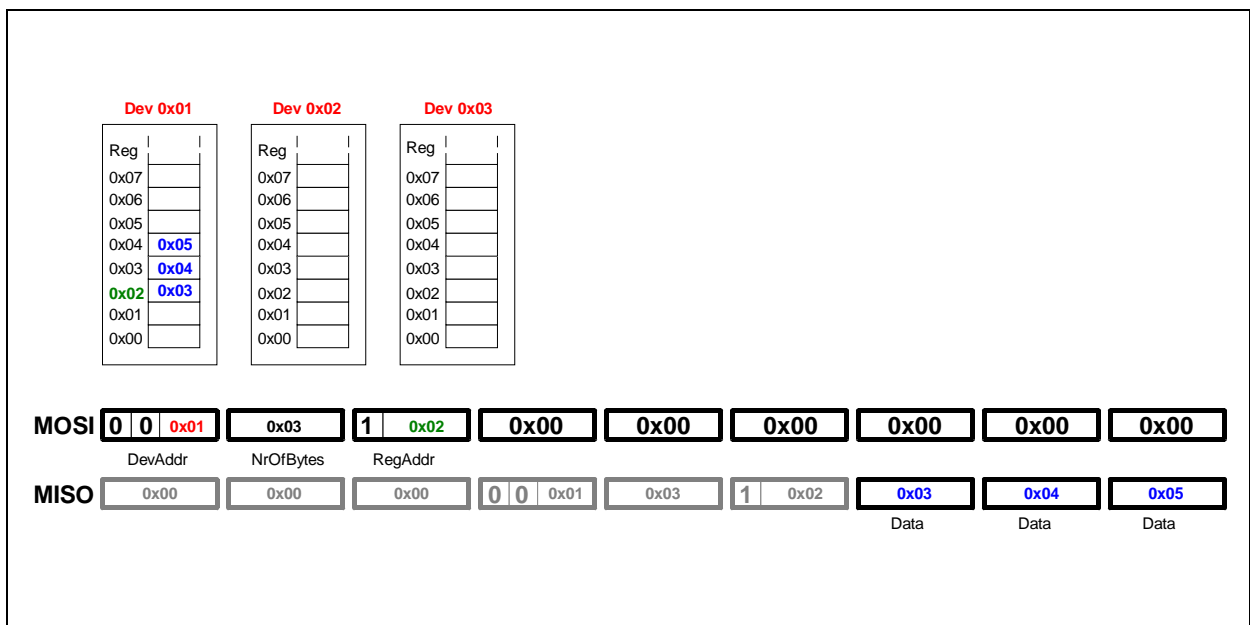 Dev 0x01 Dev 0x02 Dev 0x03
Reg Reg Reg
0x07 0x07 0x07
0x06 0x06 0x06
0x05 0x05 0x05
0x04 0x05 0x04 0x04
0x03 0x04 0x03 0x03
0x02 0x03 0x02 0x02
0x01 0x01 0x01
0x00 0x00 0x00
MOSI 0 0 0x01 0x03 1 0x02 0x00 0x00 0x00 0x00 0x00 0x00
DevAddr NrOfBytes RegAddr
MISO 0x00 0x00 0x00 0 0 0x01 0x03 1 0x02 0x03 0x04 0x05
Data Data Data